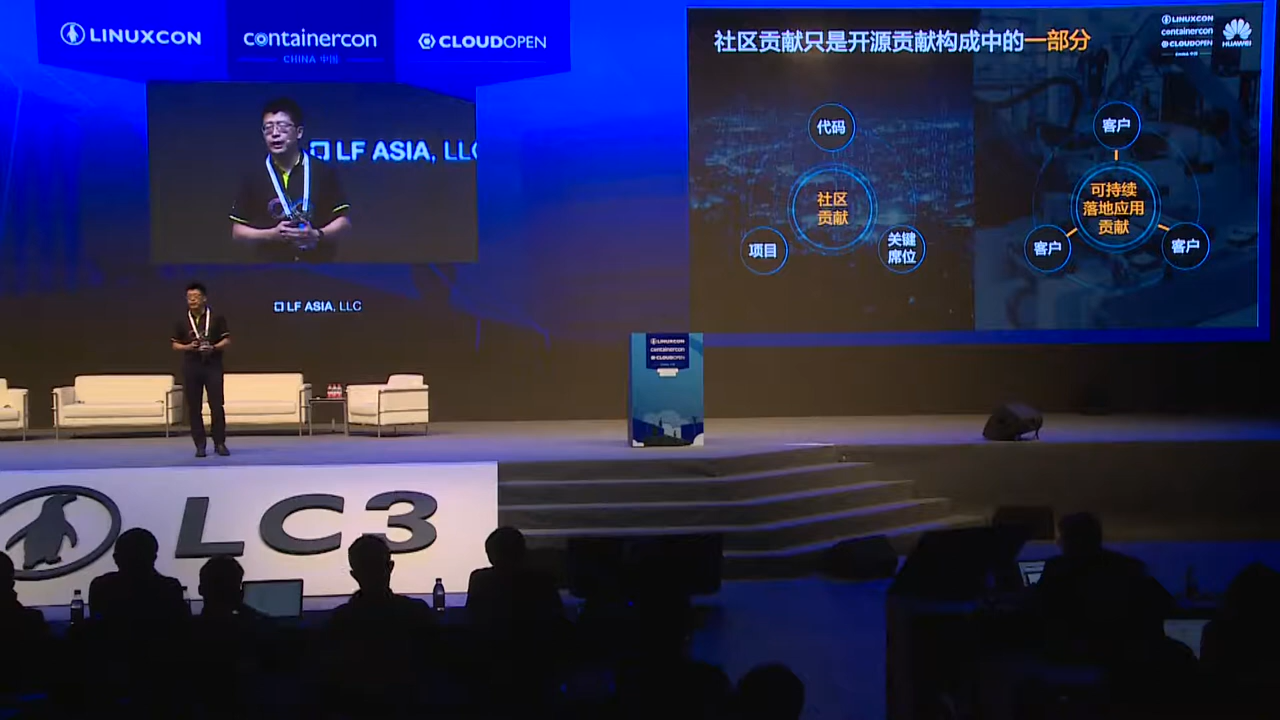 LINUXCON
containercon
CHINA 中国
CLOUDOPEN
LF ASIA, LLC
LF ASIA, LLC
社区贡献只是开源贡献构成中的一部分
LINUXCON
containercon
CLOUDOPEN
HUAWEI
代码
社区
贡献
项目
关键
席位
客户
可持续
落地应用
贡献
客户
客户
LINUXCON
containercon
CLOUDOPEN
LC3